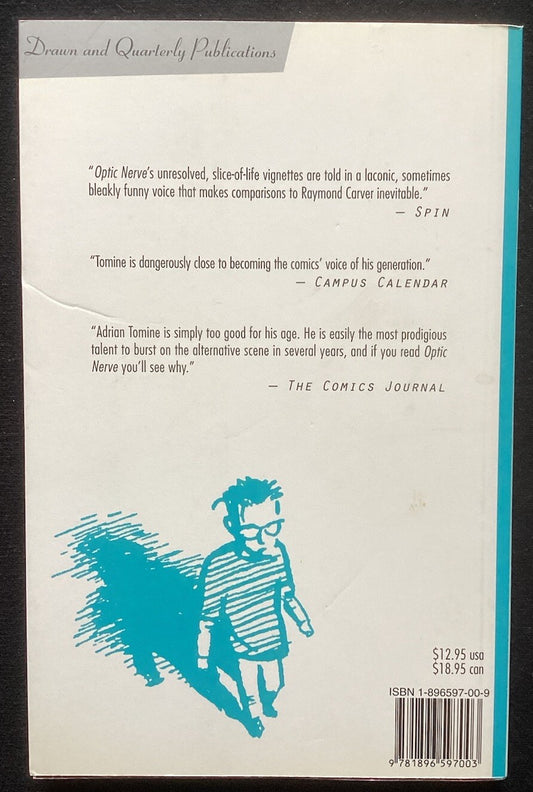 Drawn and Quarterly Publications
"Optic Nerve's unresolved, slice-of-life vignettes are told in a laconic, sometimes
bleakly funny voice that makes comparisons to Raymond Carver inevitable."
— SPIN
"Tomine is dangerously close to becoming the comics' voice of his generation."
— CAMPUS CALENDAR
"Adrian Tomine is simply too good for his age. He is easily the most prodigious
talent to burst on the alternative scene in several years, and if you read Optic
Nerve you'll see why."
— THE COMICS JOURNAL
$12.95 usa
$18.95 can
ISBN 1-896597-00-9
9 781896 597003